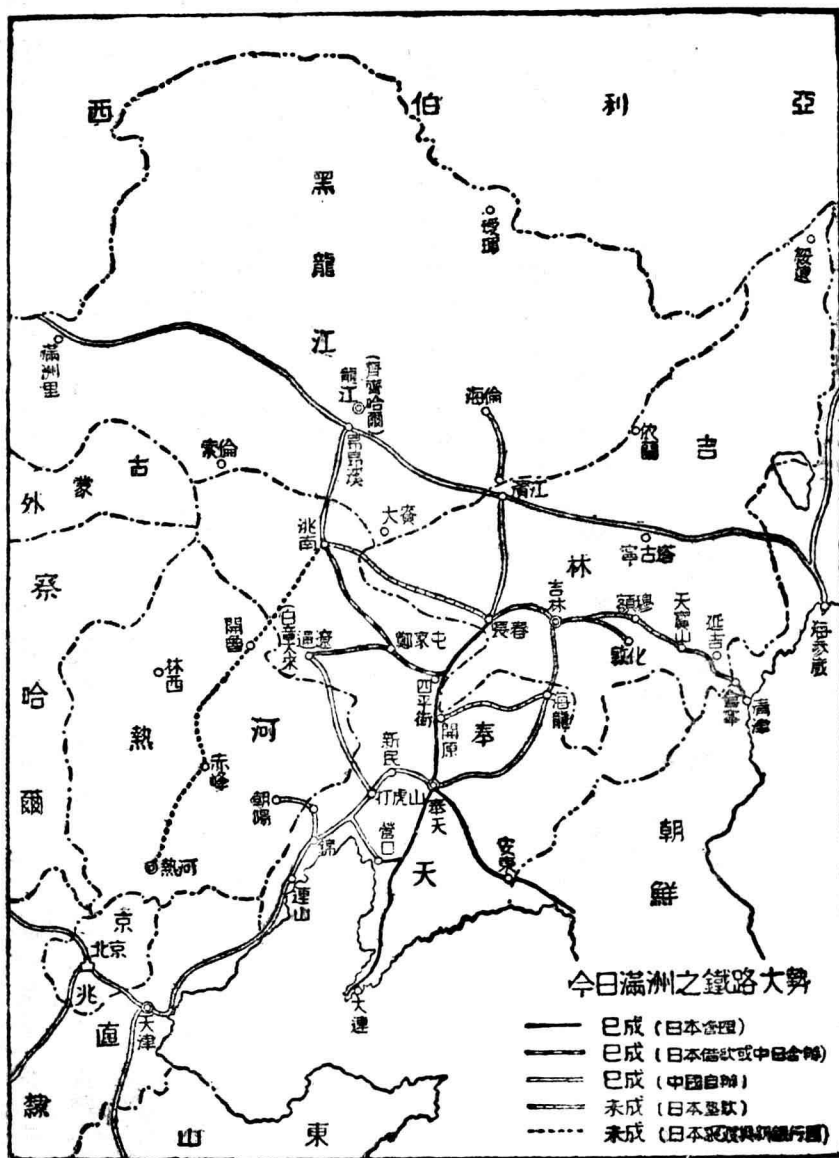 西伯利亞
黑龍江
璦琿
綏遠
滿洲里
龍江
(齊齊哈爾)
昂昂溪
海倫
依蘭
吉林
索倫
外蒙古
大賚
濱江
寧古塔
洮南
察哈爾
開魯
林西
熱河
赤峰
通遼
(白音太來)
鄭家屯
長春
吉林
額穆
敦化
天寶山
延吉
會寧
清津
海參崴
四平街
開原
海龍
奉天
新民
打虎山
奉天
朝陽
錦
營口
安東
朝鮮
熱河
連山
京兆
北京
天津
直隸
大連
山東
今日滿洲之鐵路大勢
已成(日本管理)
已成(日本借款或中日合辦)
已成(中國自辦)
未成(日本墊款)
未成(日本